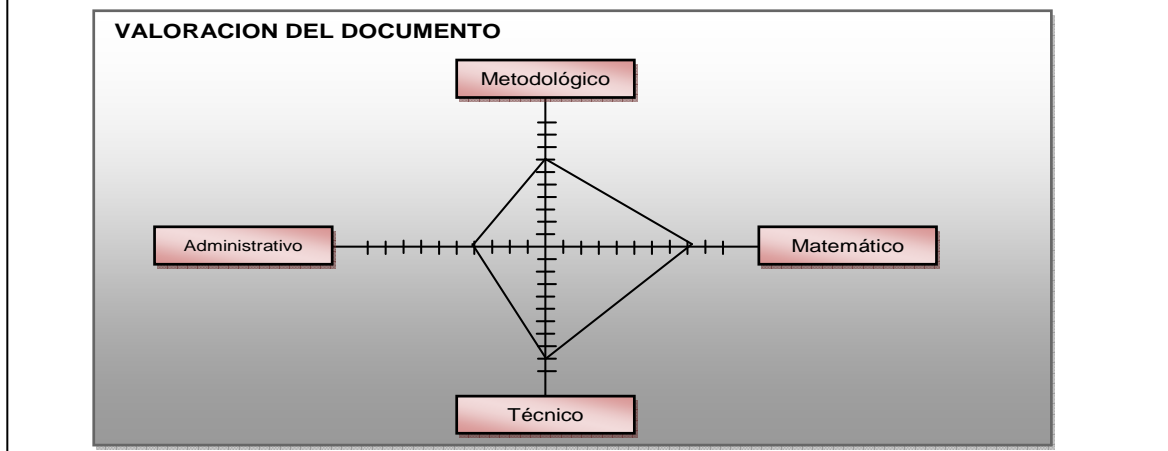 VALORACION DEL DOCUMENTO
Metodológico
Administrativo
Matemático
Técnico